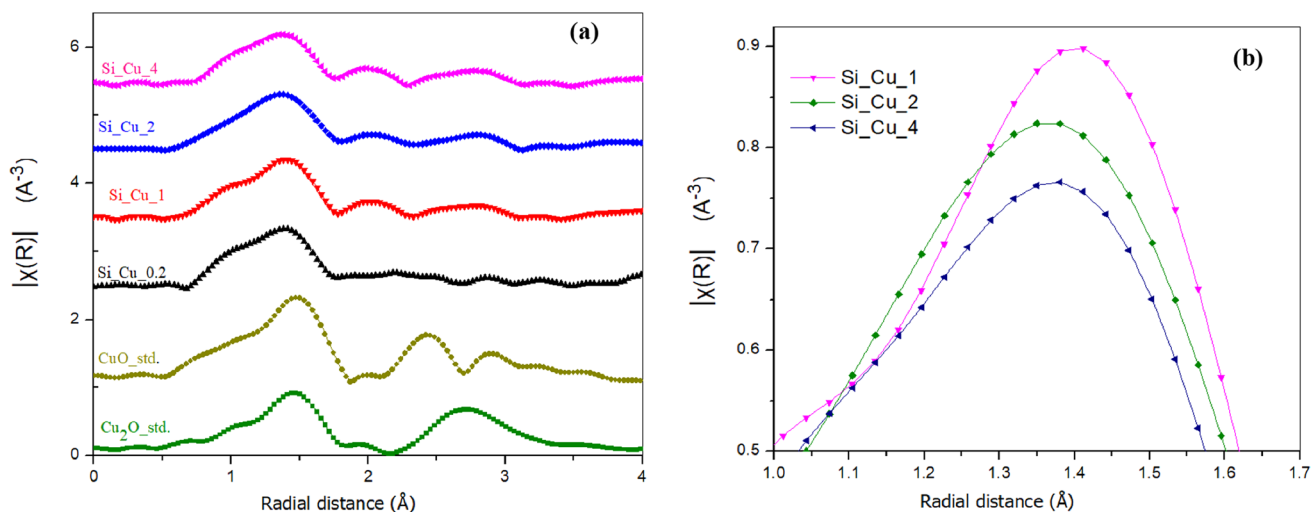 (a)
6
Si_Cu_4
Si_Cu_2
4
Si_Cu_1
Si_Cu_0.2
2
CuO_std.
Cu2O_std.
0
0 1 2 3 4
Radial distance (Å)
|χ(R)| (A⁻³)
(b)
0.9
Si_Cu_1
Si_Cu_2
Si_Cu_4
0.8
0.7
0.6
0.5
1.0 1.1 1.2 1.3 1.4 1.5 1.6 1.7
Radial distance (Å)
|χ(R)| (A⁻³)